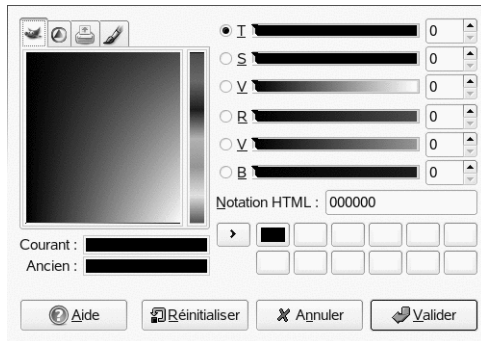 T 0
S 0
V 0
R 0
V 0
B 0
Notation HTML : 000000
Courant :
Ancien :
Aide Réinitialiser Annuler Valider